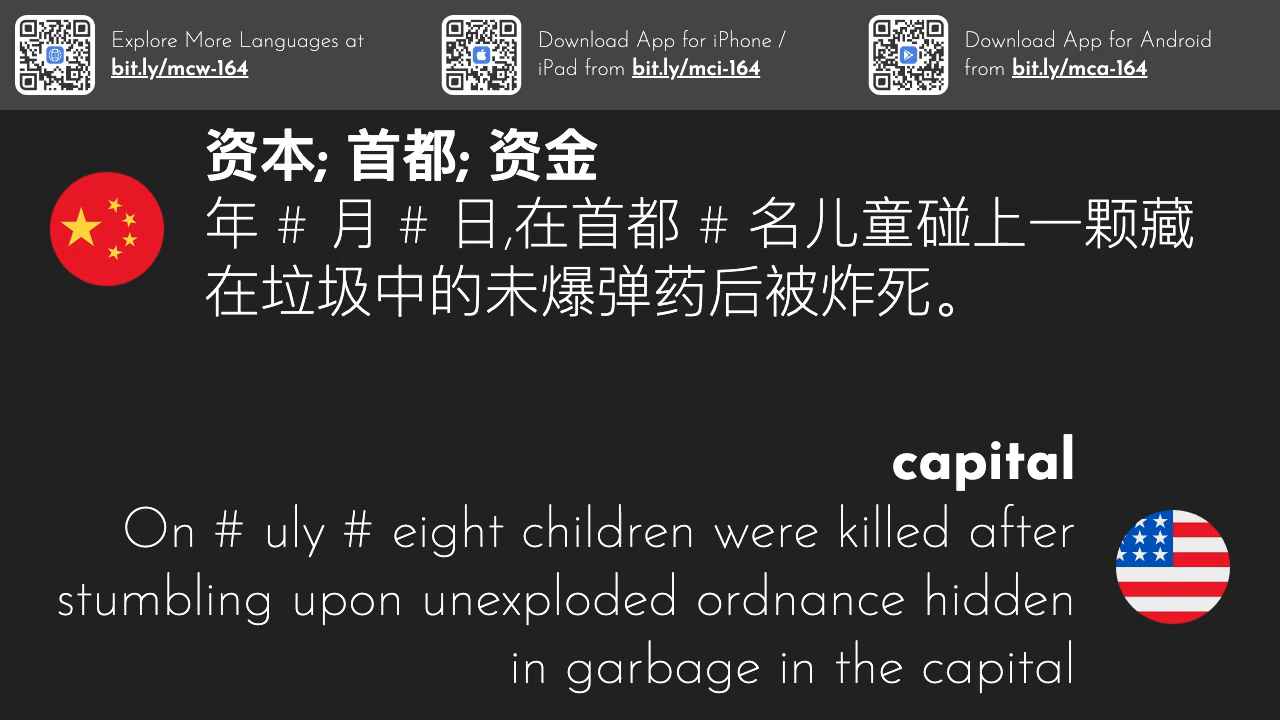 Explore More Languages at
bit.ly/mcw-164
Download App for iPhone /
iPad from bit.ly/mci-164
Download App for Android
from bit.ly/mca-164
资本; 首都; 资金
年 # 月 # 日,在首都 # 名儿童碰上一颗藏
在垃圾中的未爆弹药后被炸死。
capital
On # uly # eight children were killed after
stumbling upon unexploded ordnance hidden
in garbage in the capital